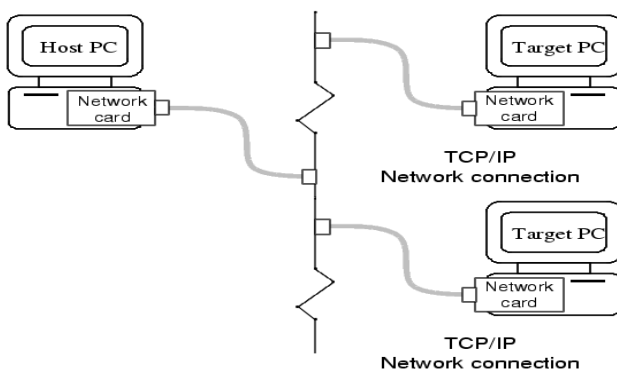 Host PC
Network
card
Target PC
Network
card
TCP/IP
Network connection
Target PC
Network
card
TCP/IP
Network connection